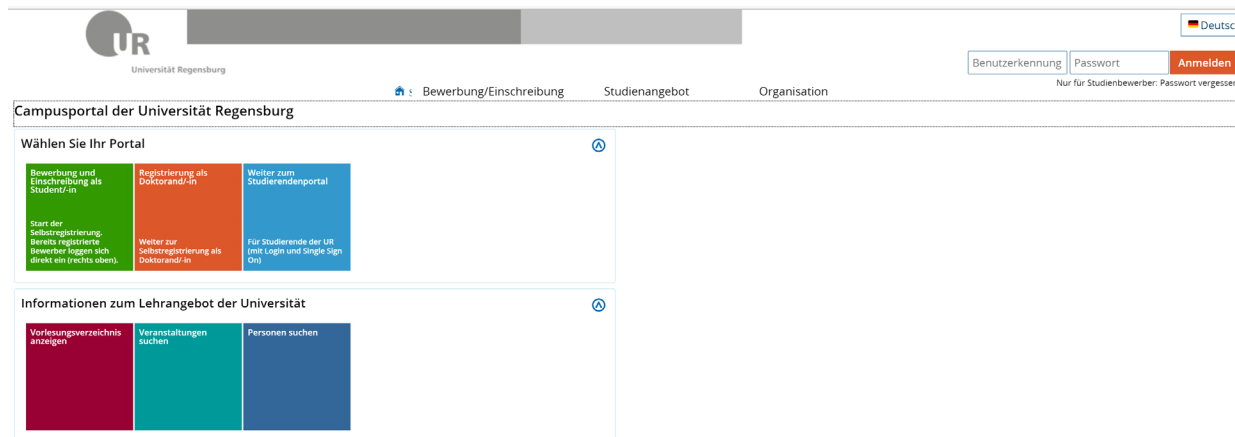 Deutsc
UR
Universität Regensburg
Benutzerkennung Passwort Anmelden
Nur für Studienbewerber: Passwort vergessen
Bewerbung/Einschreibung Studienangebot Organisation
Campusportal der Universität Regensburg
Wählen Sie Ihr Portal
Bewerbung und
Einschreibung als
Student/-in
Start der
Selbstregistrierung.
Bereits registrierte
Bewerber loggen sich
direkt ein (rechts oben).
Registrierung als
Doktorand/-in
Weiter zur
Selbstregistrierung als
Doktorand/-in
Weiter zum
Studierendenportal
Für Studierende der UR
(mit Login und Single Sign
On)
Informationen zum Lehrangebot der Universität
Vorlesungsverzeichnis
anzeigen
Veranstaltungen
suchen
Personen suchen